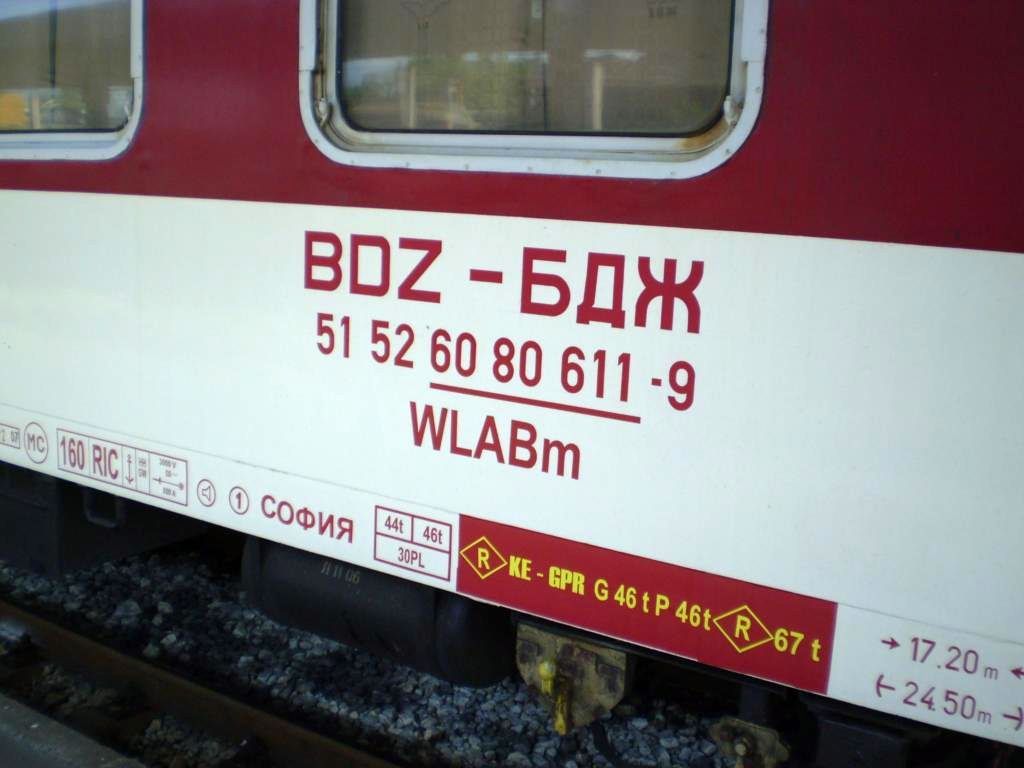 BDZ - БДЖ
51 52 60 80 611 -9
WLABm
MC 160 RIC
1 СОФИЯ
44t 46t
30PL
R KE - GPR G 46 t P 46t R 67 t
17.20 m
24.50m